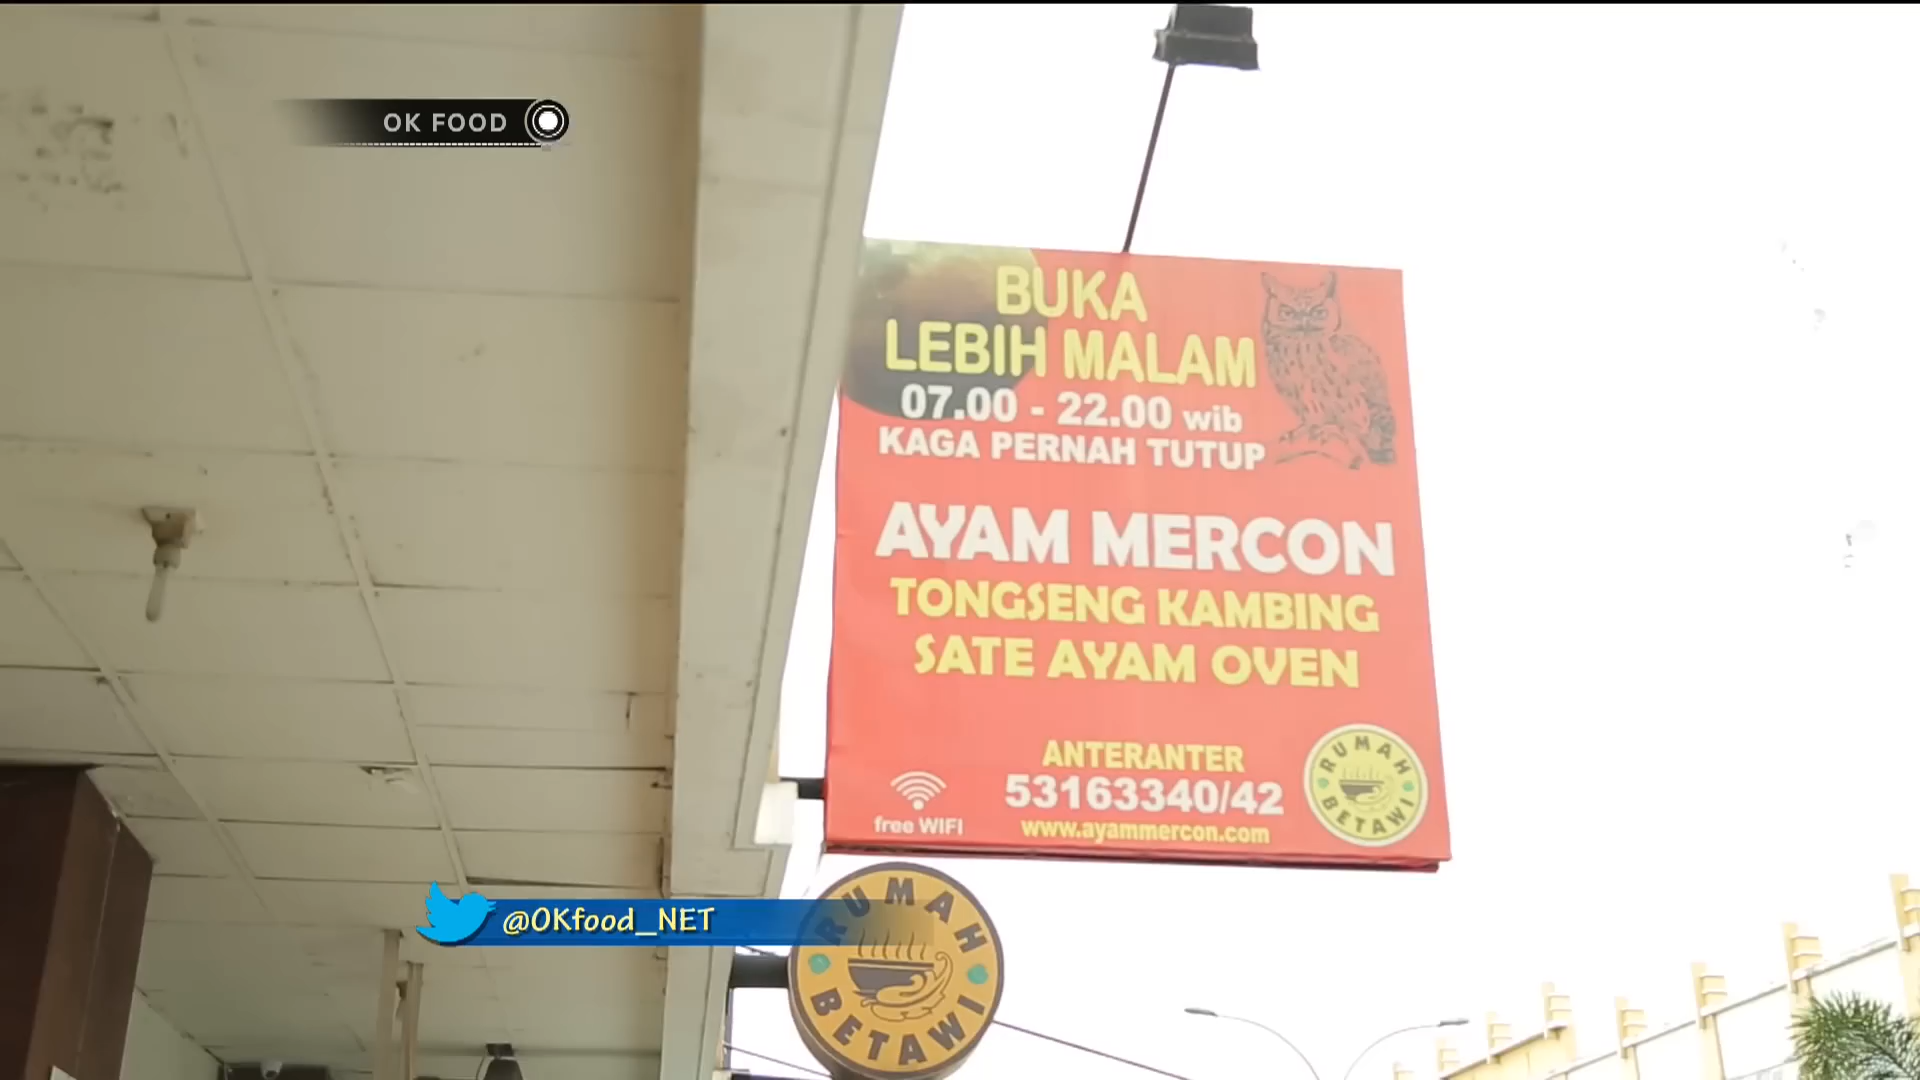 OK FOOD
BUKA
LEBIH MALAM
07.00 - 22.00 wib
KAGA PERNAH TUTUP
AYAM MERCON
TONGSENG KAMBING
SATE AYAM OVEN
ANTERANTER
53163340/42
www.ayammercon.com
free WIFI
RUMAH
BETAWI
@OKfood_NET
RUMAH
BETAWI